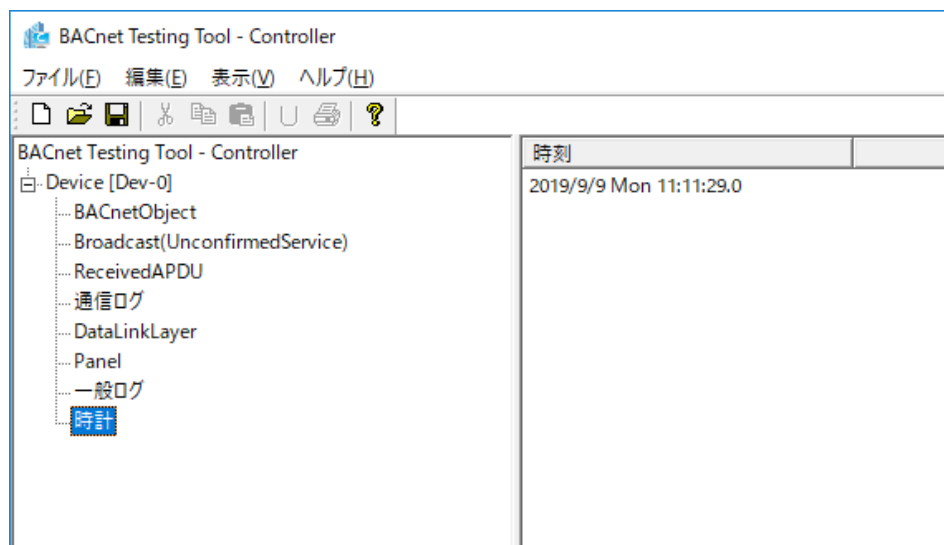 BACnet Testing Tool - Controller
ファイル(F) 編集(E) 表示(V) ヘルプ(H)
BACnet Testing Tool - Controller
Device [Dev-0]
BACnetObject
Broadcast(UnconfirmedService)
ReceivedAPDU
通信ログ
DataLinkLayer
Panel
一般ログ
時計
時刻
2019/9/9 Mon 11:11:29.0